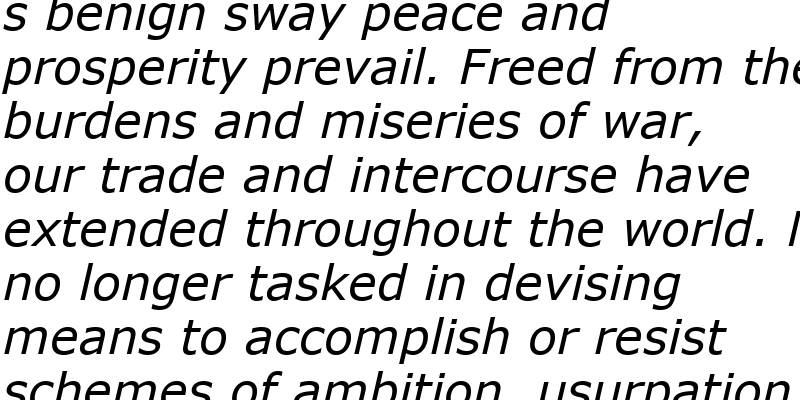 s benign sway peace and
prosperity prevail. Freed from the
burdens and miseries of war,
our trade and intercourse have
extended throughout the world.
no longer tasked in devising
means to accomplish or resist
schemes of ambition, usurpation